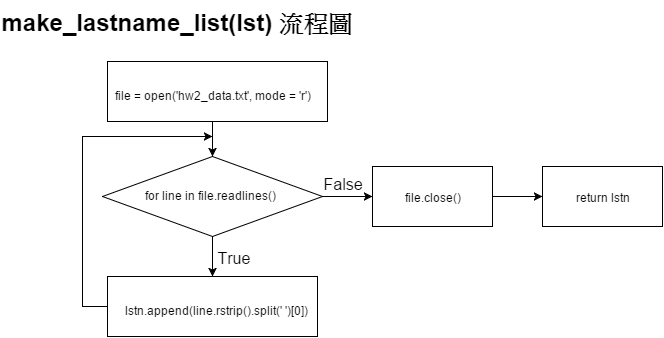 make_lastname_list(lst) 流程圖
file = open('hw2_data.txt', mode = 'r')
for line in file.readlines()
False
file.close()
return lstn
True
lstn.append(line.rstrip().split(' ')[0])